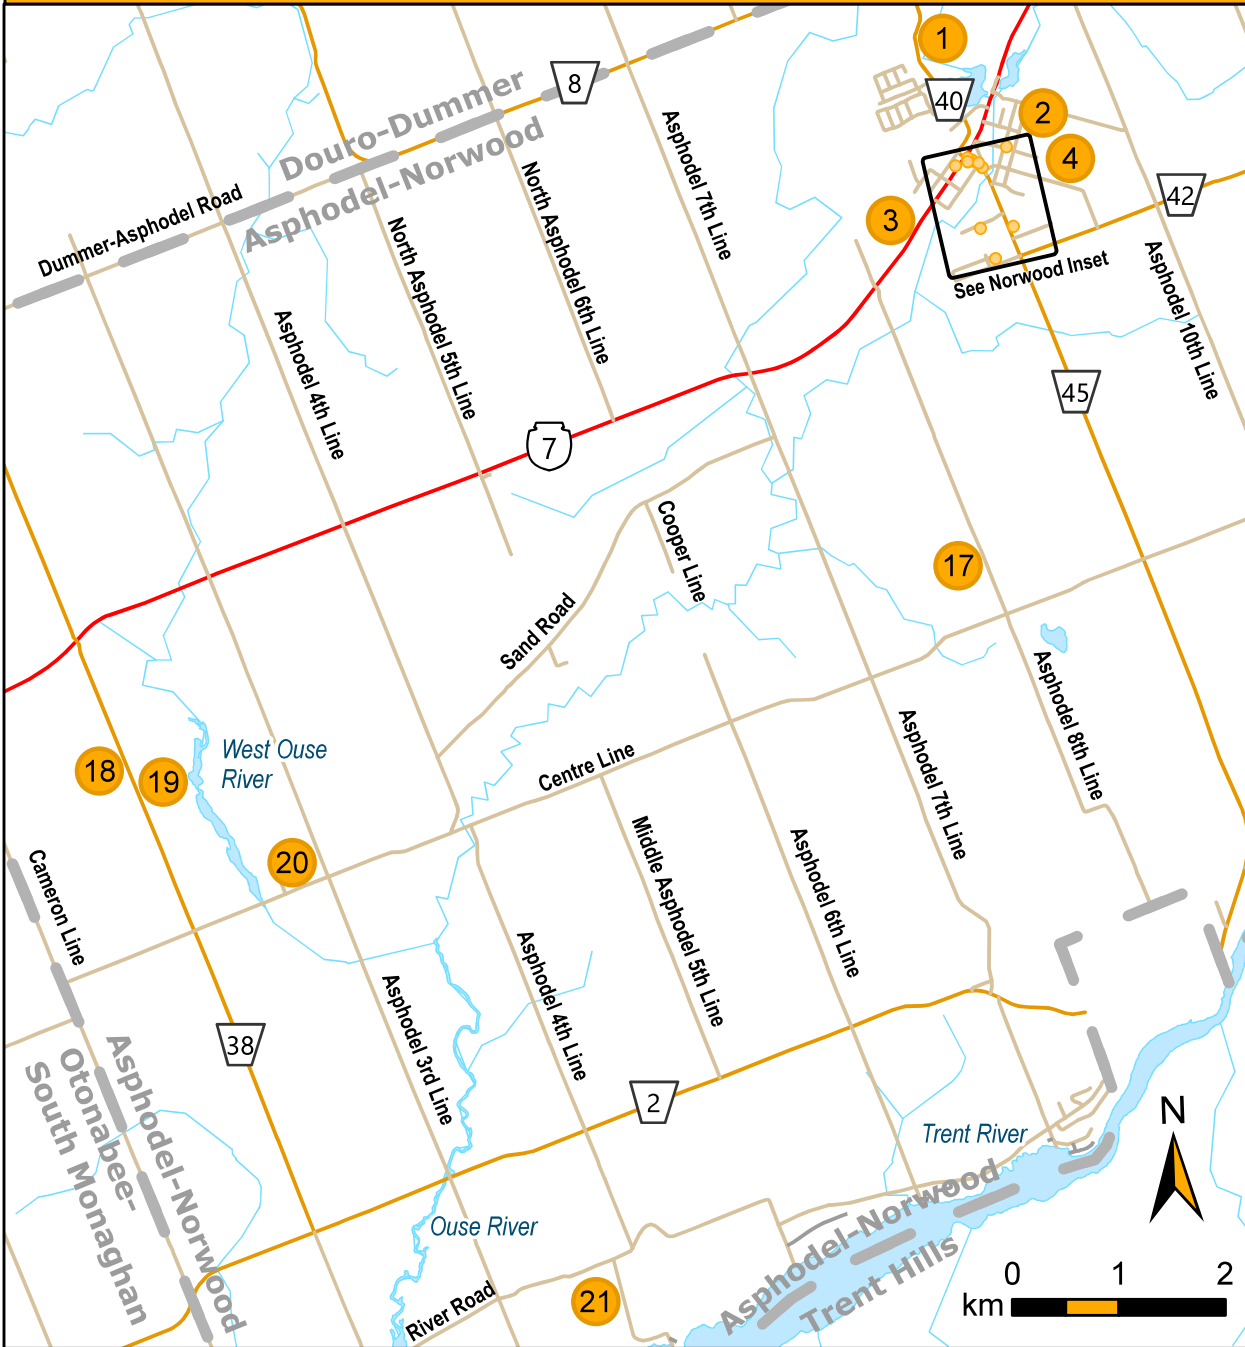 1
40
2
4
8
Douro-Dummer
Asphodel-Norwood
Asphodel 7th Line
North Asphodel 6th Line
42
Dummer-Asphodel Road
North Asphodel 5th Line
3
See Norwood Inset
Asphodel 10th Line
Asphodel 4th Line
45
7
Cooper Line
17
Sand Road
Asphodel 8th Line
West Ouse
River
18
19
Centre Line
Asphodel 7th Line
20
Cameron Line
Middle Asphodel 5th Line
Asphodel 6th Line
Asphodel 4th Line
Asphodel 3rd Line
38
Asphodel-Norwood
Otonabee-
South Monaghan
2
Trent River
N
Ouse River
Asphodel-Norwood
Trent Hills
River Road
21
0 1 2
km